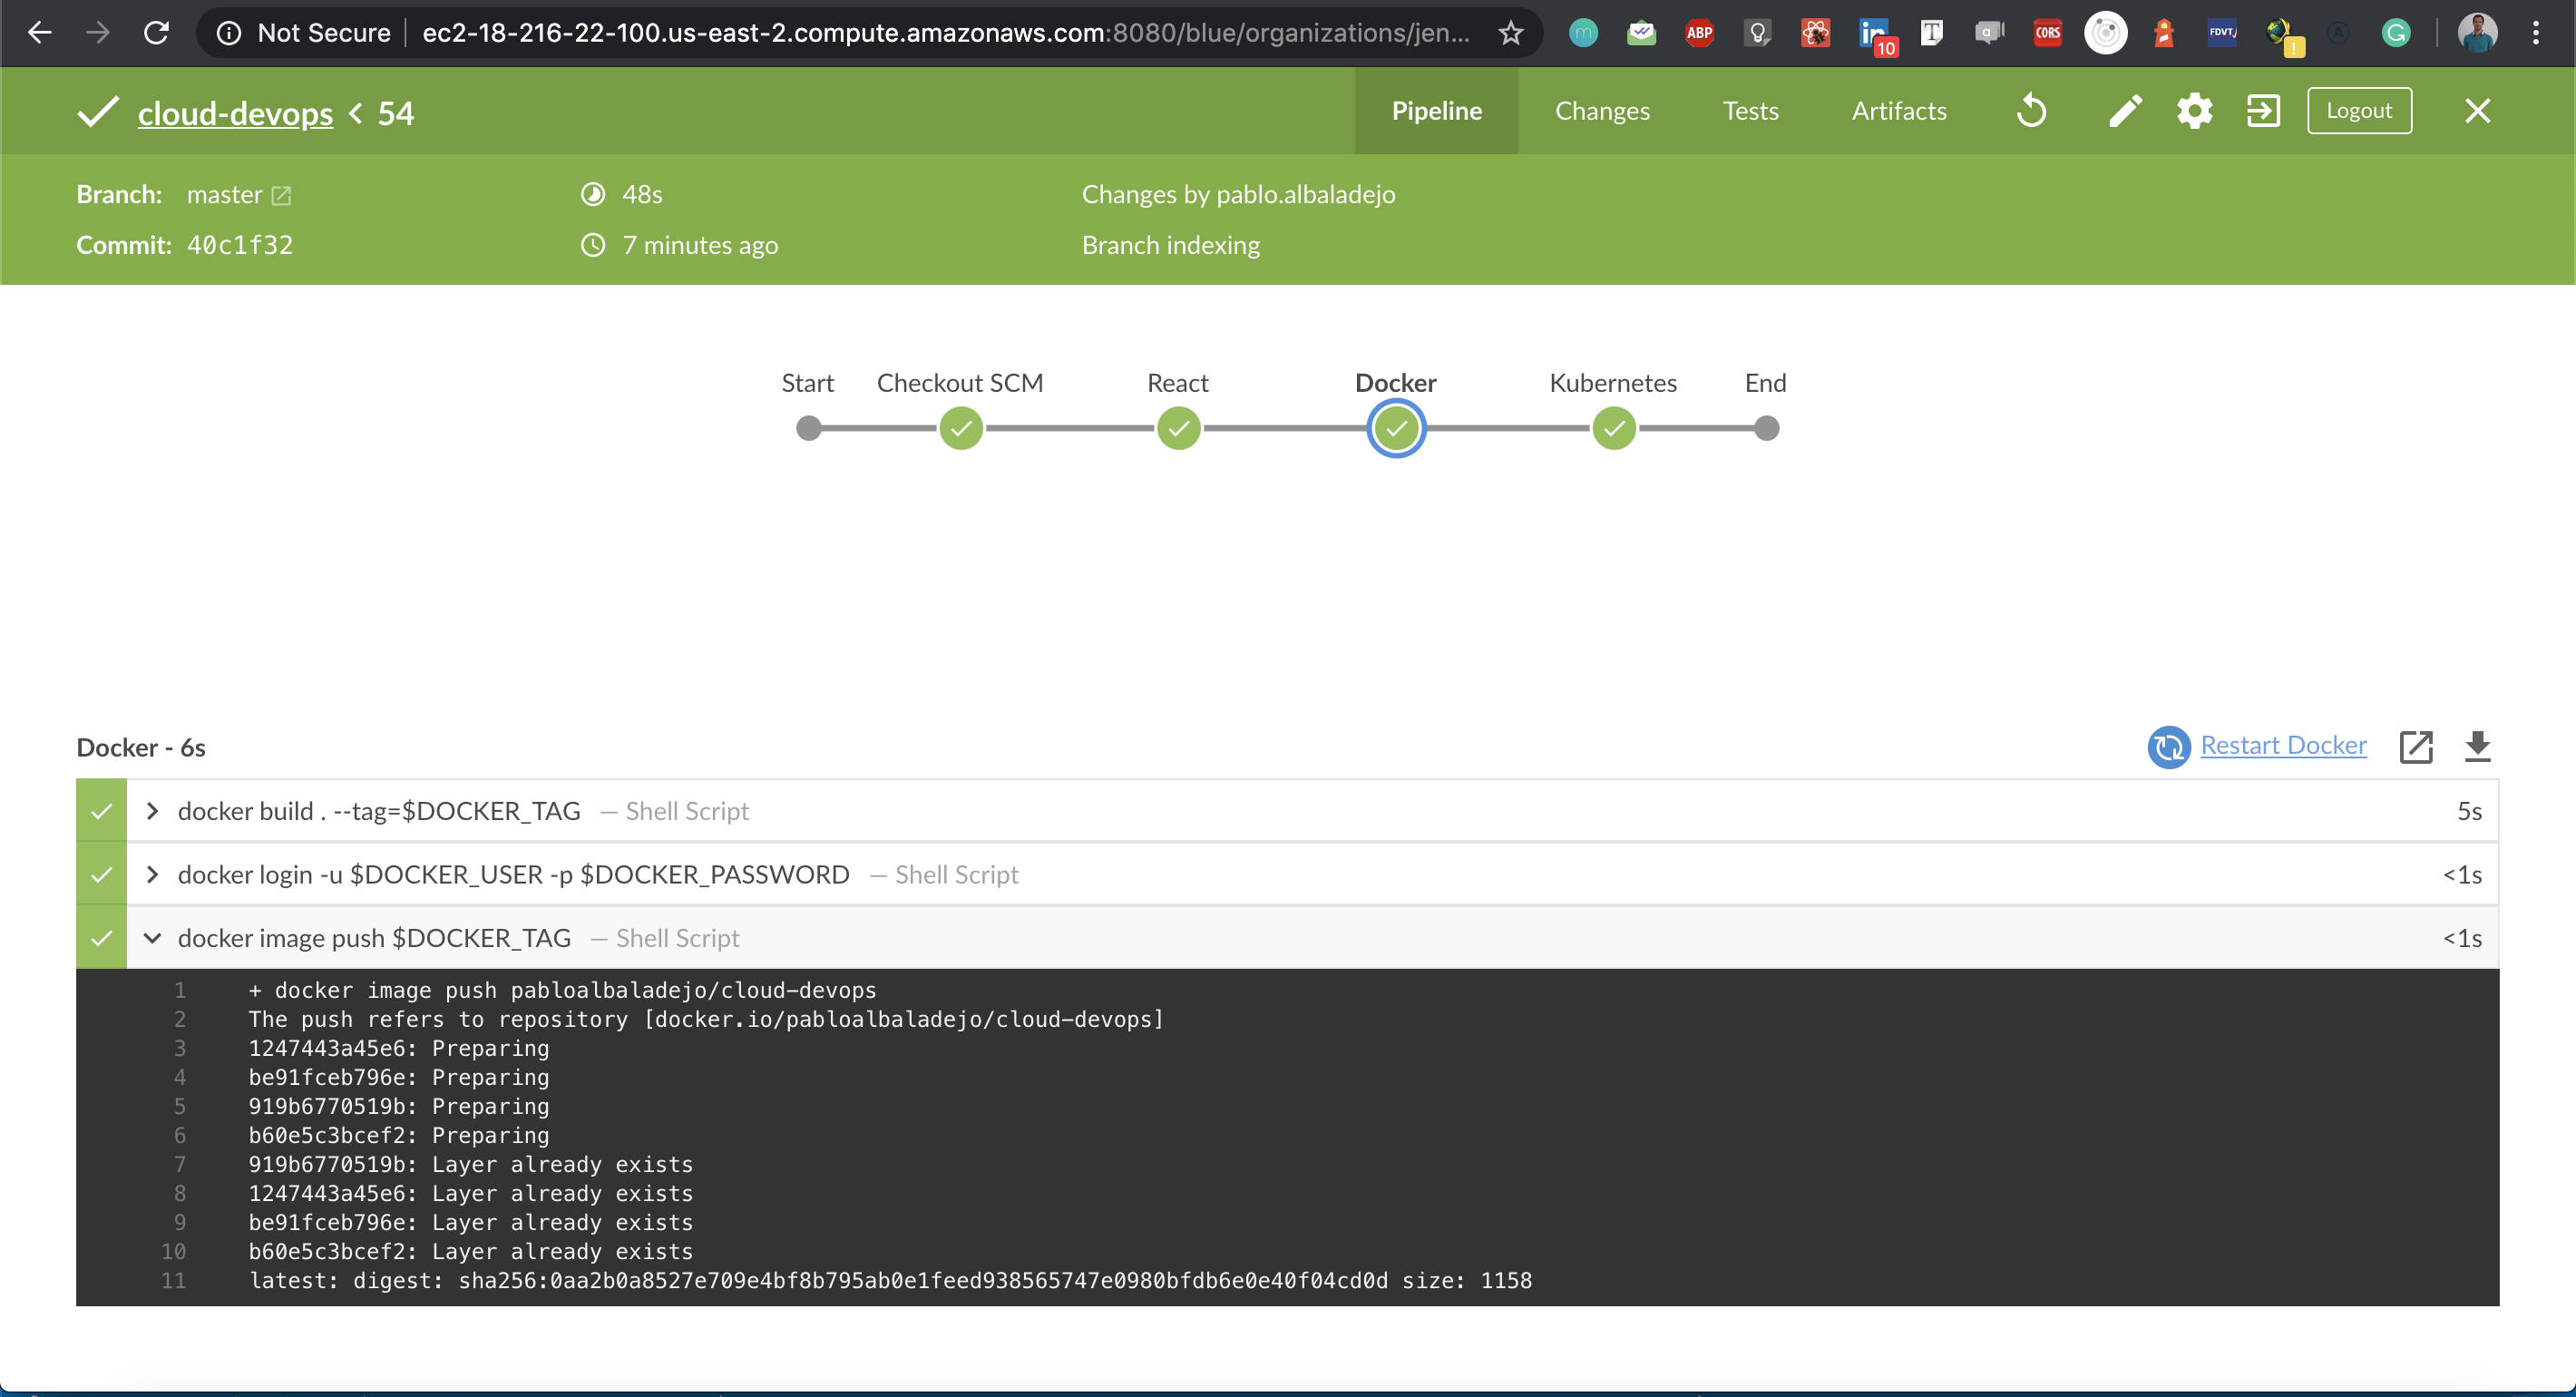 Not Secure ec2-18-216-22-100.us-east-2.compute.amazonaws.com:8080/blue/organizations/jen...
ABP
10
CORS
FDVT
cloud-devops < 54
Pipeline Changes Tests Artifacts Logout
Branch: master 48s Changes by pablo.albaladejo
Commit: 40c1f32 7 minutes ago Branch indexing
Start Checkout SCM React Docker Kubernetes End
Docker - 6s Restart Docker
docker build . --tag=$DOCKER_TAG — Shell Script 5s
docker login -u $DOCKER_USER -p $DOCKER_PASSWORD — Shell Script <1s
docker image push $DOCKER_TAG — Shell Script <1s
1 + docker image push pabloalbaladejo/cloud-devops
2 The push refers to repository [docker.io/pabloalbaladejo/cloud-devops]
3 1247443a45e6: Preparing
4 be91fceb796e: Preparing
5 919b6770519b: Preparing
6 b60e5c3bcef2: Preparing
7 919b6770519b: Layer already exists
8 1247443a45e6: Layer already exists
9 be91fceb796e: Layer already exists
10 b60e5c3bcef2: Layer already exists
11 latest: digest: sha256:0aa2b0a8527e709e4bf8b795ab0e1feed938565747e0980bfdb6e0e40f04cd0d size: 1158